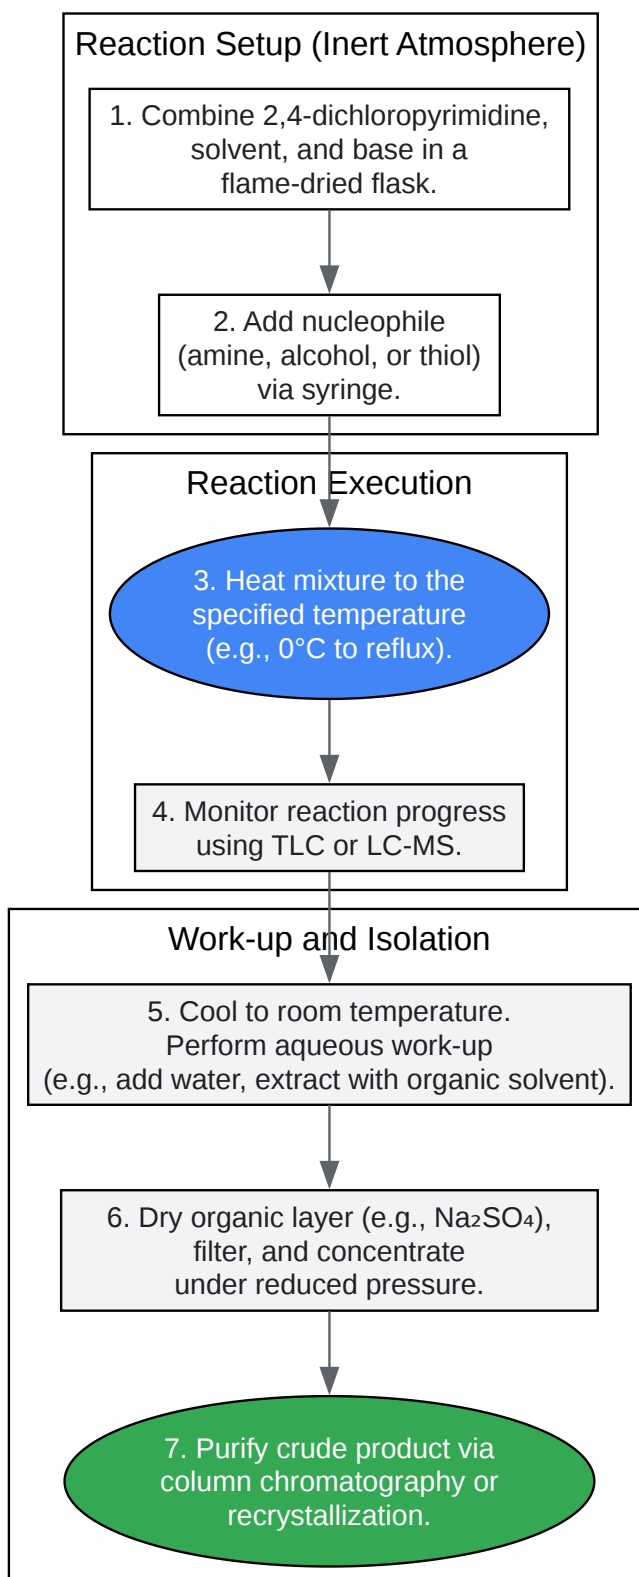 Reaction Setup (Inert Atmosphere)
1. Combine 2,4-dichloropyrimidine,
solvent, and base in a
flame-dried flask.
2. Add nucleophile
(amine, alcohol, or thiol)
via syringe.
Reaction Execution
3. Heat mixture to the
specified temperature
(e.g., 0°C to reflux).
4. Monitor reaction progress
using TLC or LC-MS.
Work-up and Isolation
5. Cool to room temperature.
Perform aqueous work-up
(e.g., add water, extract with organic solvent).
6. Dry organic layer (e.g., Na₂SO₄),
filter, and concentrate
under reduced pressure.
7. Purify crude product via
column chromatography or
recrystallization.